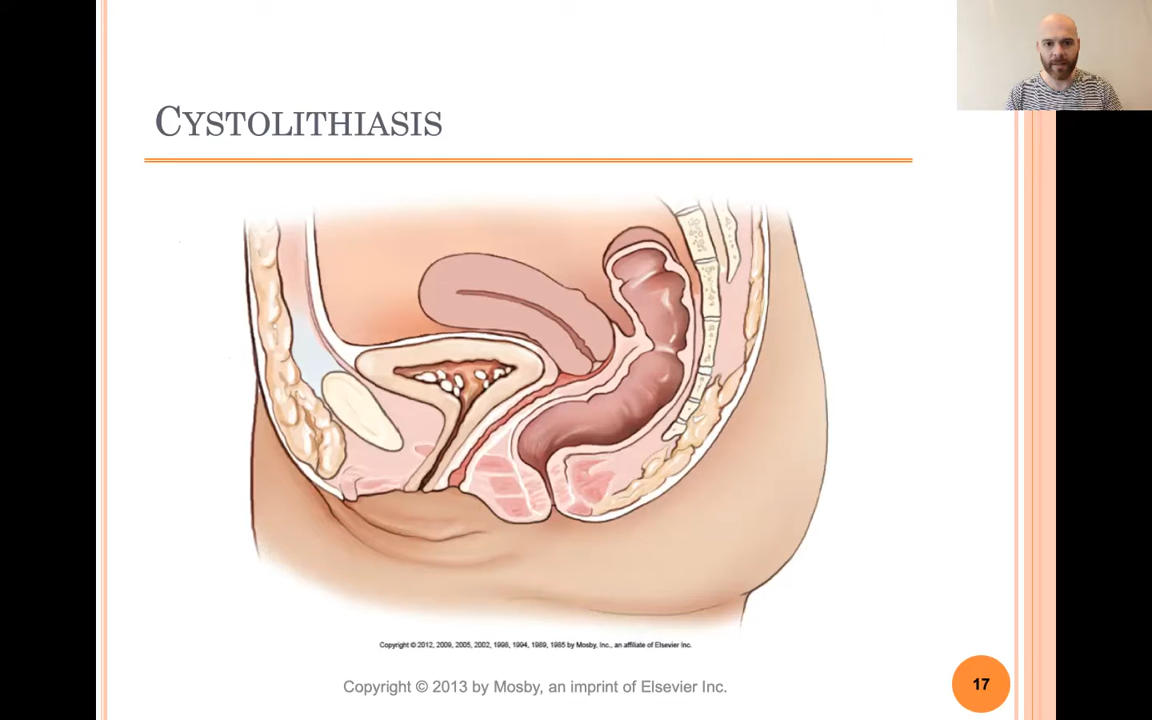 CYSTOLITHIASIS
Copyright © 2012, 2009, 2005, 2002, 1998, 1994, 1989, 1985 by Mosby, Inc., an affiliate of Elsevier Inc.
Copyright © 2013 by Mosby, an imprint of Elsevier Inc.
17